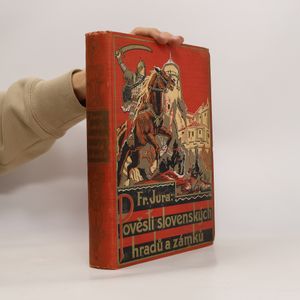 Fr. Jura:
Pověsti slovenských
hradů a zámků